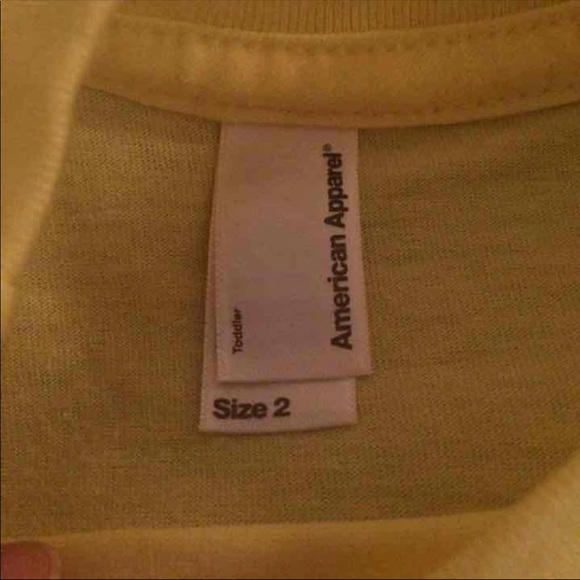 American Apparel®
Toddler
Size 2